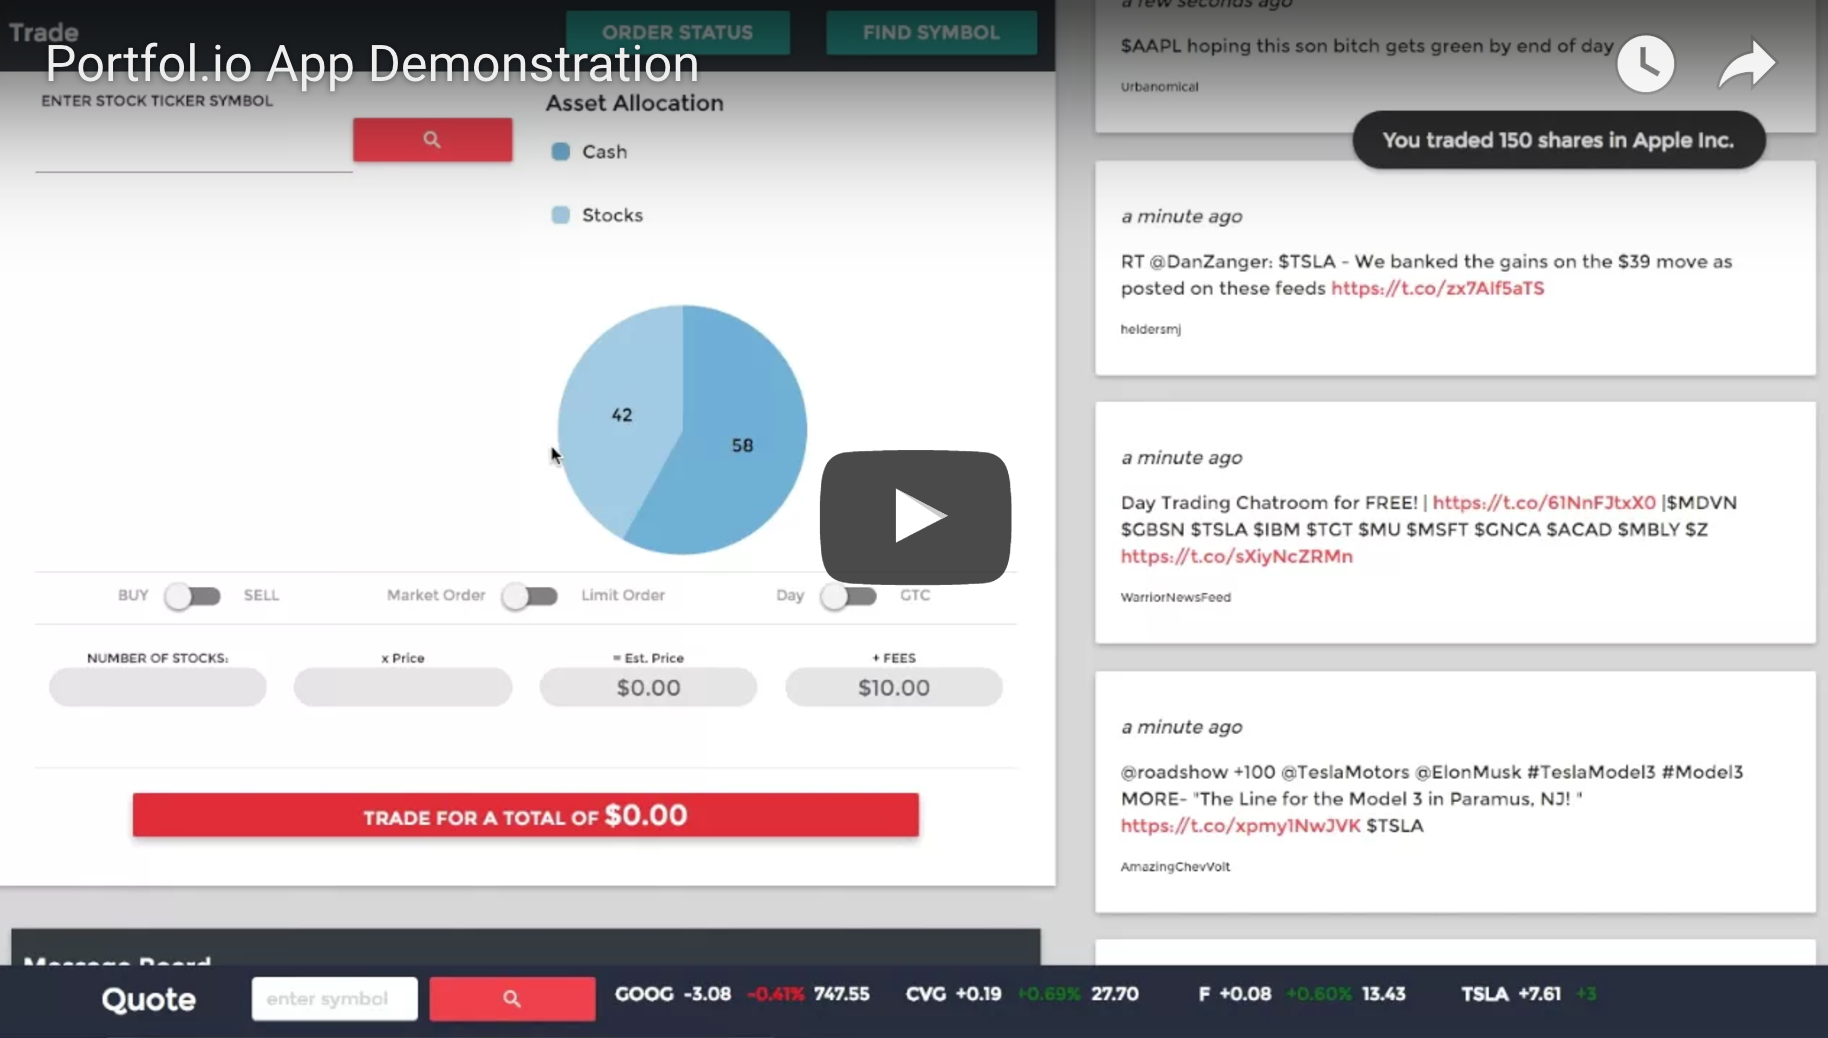 Trade
ORDER STATUS
FIND SYMBOL
Portfol.io App Demonstration
ENTER STOCK TICKER SYMBOL
Asset Allocation
Cash
Stocks
42
58
BUY
SELL
Market Order
Limit Order
Day
GTC
NUMBER OF STOCKS:
x Price
= Est. Price
+ FEES
$0.00
$10.00
TRADE FOR A TOTAL OF $0.00
Message Board
a few seconds ago
$AAPL hoping this son bitch gets green by end of day
Urbanomical
You traded 150 shares in Apple Inc.
a minute ago
RT @DanZanger: $TSLA - We banked the gains on the $39 move as
posted on these feeds https://t.co/zx7Alf5aTS
heldersmj
a minute ago
Day Trading Chatroom for FREE! | https://t.co/61NnFJtxX0 |$MDVN
$GBSN $TSLA $IBM $TGT $MU $MSFT $GNCA $ACAD $MBLY $Z
https://t.co/sXiyNcZRMn
WarriorNewsFeed
a minute ago
@roadshow +100 @TeslaMotors @ElonMusk #TeslaModel3 #Model3
MORE- "The Line for the Model 3 in Paramus, NJ! "
https://t.co/xpmy1NwJVK $TSLA
AmazingChevVolt
Quote
enter symbol
GOOG -3.08 -0.41% 747.55
CVG +0.19 +0.69% 27.70
F +0.08 +0.60% 13.43
TSLA +7.61 +3